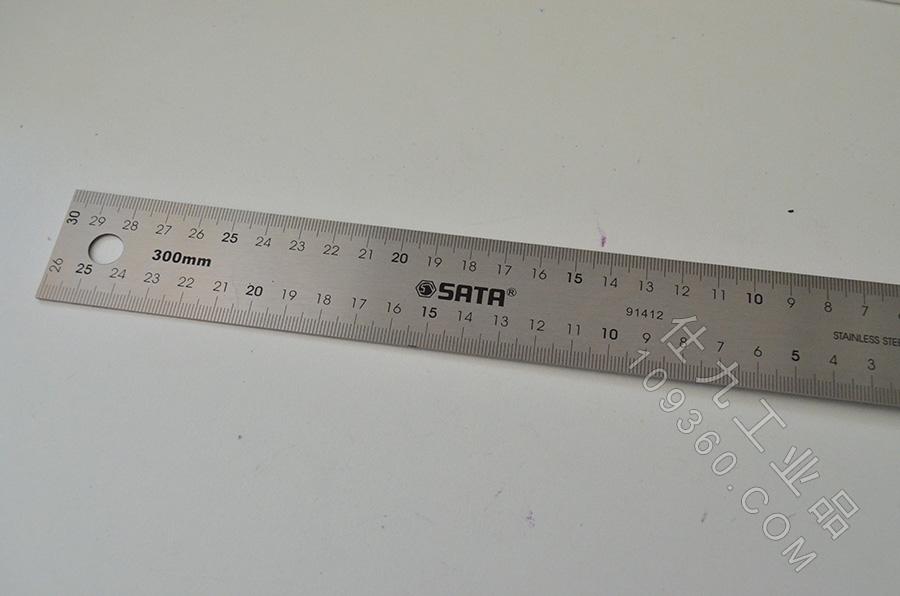 30 29 28 27 26 25 24 23 22 21 20 19 18 17 16 15 14 13 12 11 10 9 8 7
300mm
SATA®
91412
STAINLESS STE
26 25 24 23 22 21 20 19 18 17 16 15 14 13 12 11 10 9 8 7 6 5 4 3
仕九工业品
109360.COM